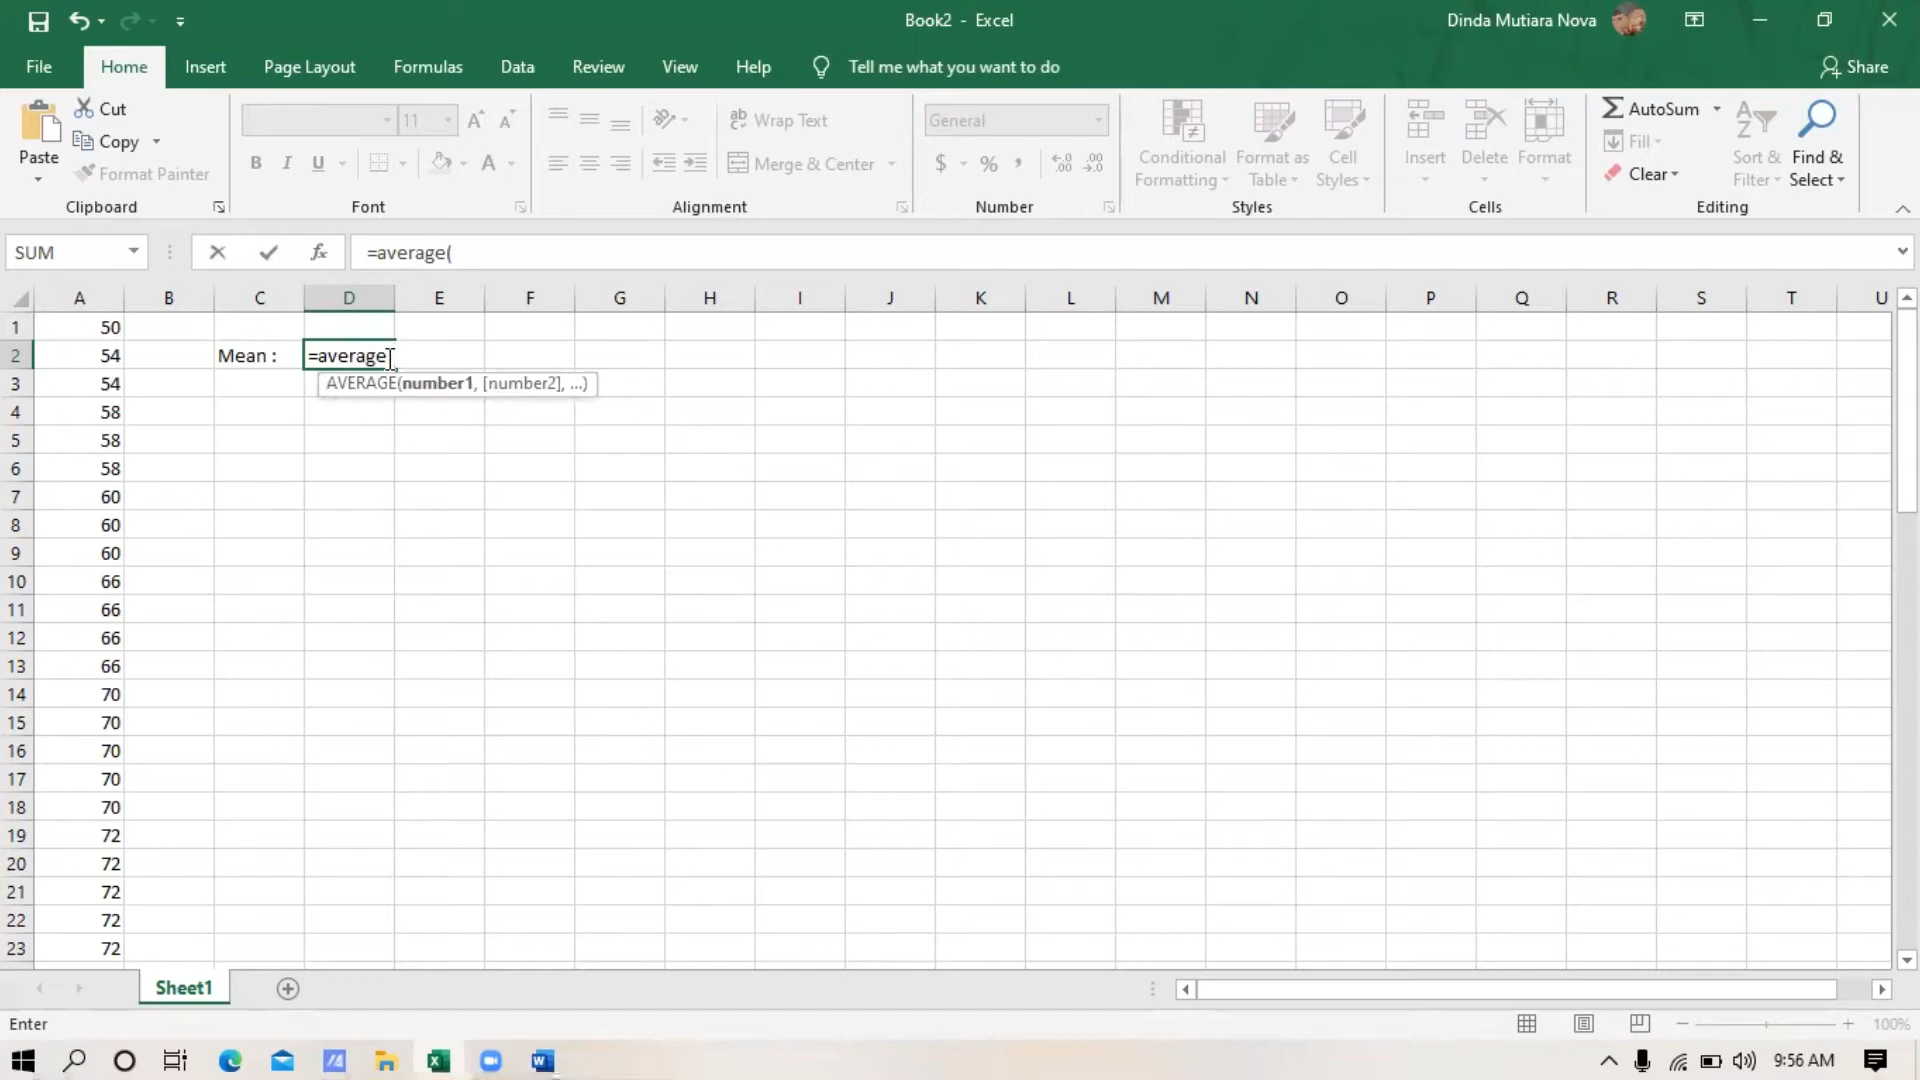 Book2 - Excel
Dinda Mutiara Nova
File Home Insert Page Layout Formulas Data Review View Help Tell me what you want to do Share
Paste
Cut
Copy
Format Painter
Clipboard
11
B I U A
Font
Wrap Text
Merge & Center
Alignment
General
$ % ,
Number
Conditional Formatting
Format as Table
Cell Styles
Styles
Insert Delete Format
Cells
AutoSum
Fill
Clear
Sort & Filter
Find & Select
Editing
SUM
fx
=average(
A B C D E F G H I J K L M N O P Q R S T U
1 50
2 54 Mean : =average(
AVERAGE(number1, [number2], ...)
3 54
4 58
5 58
6 58
7 60
8 60
9 60
10 66
11 66
12 66
13 66
14 70
15 70
16 70
17 70
18 70
19 72
20 72
21 72
22 72
23 72
Sheet1
Enter
100%
9:56 AM